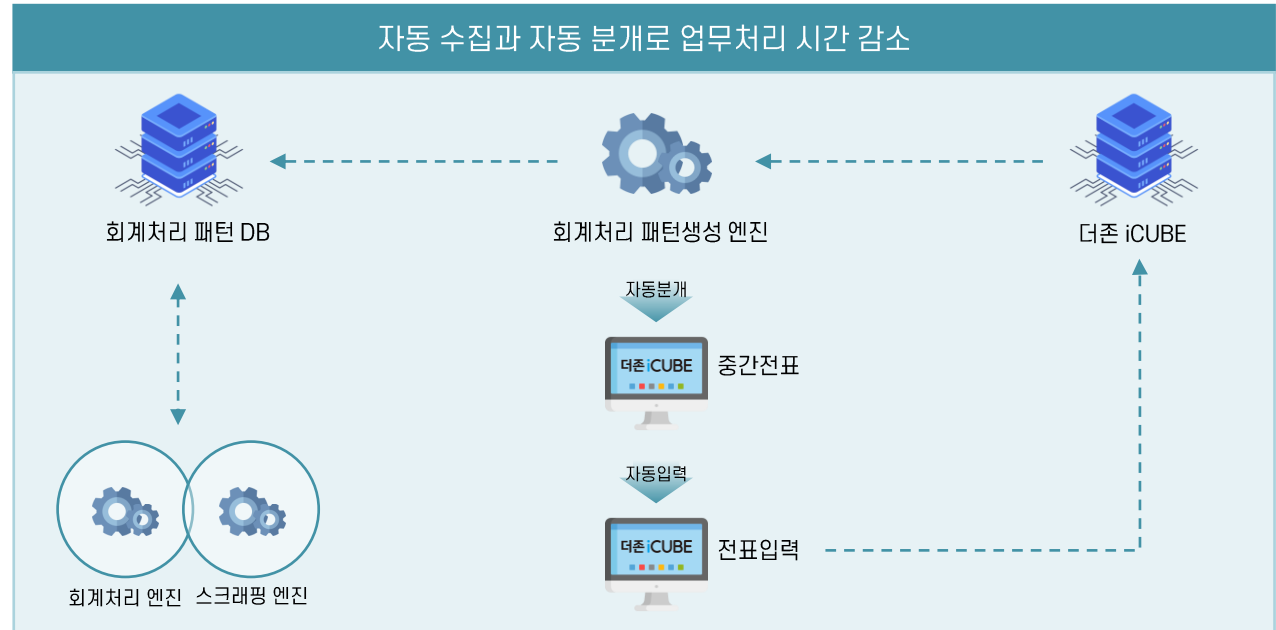 자동 수집과 자동 분개로 업무처리 시간 감소
회계처리 패턴 DB
회계처리 패턴생성 엔진
더존 iCUBE
자동분개
더존 iCUBE
중간전표
자동입력
더존 iCUBE
전표입력
회계처리 엔진
스크래핑 엔진